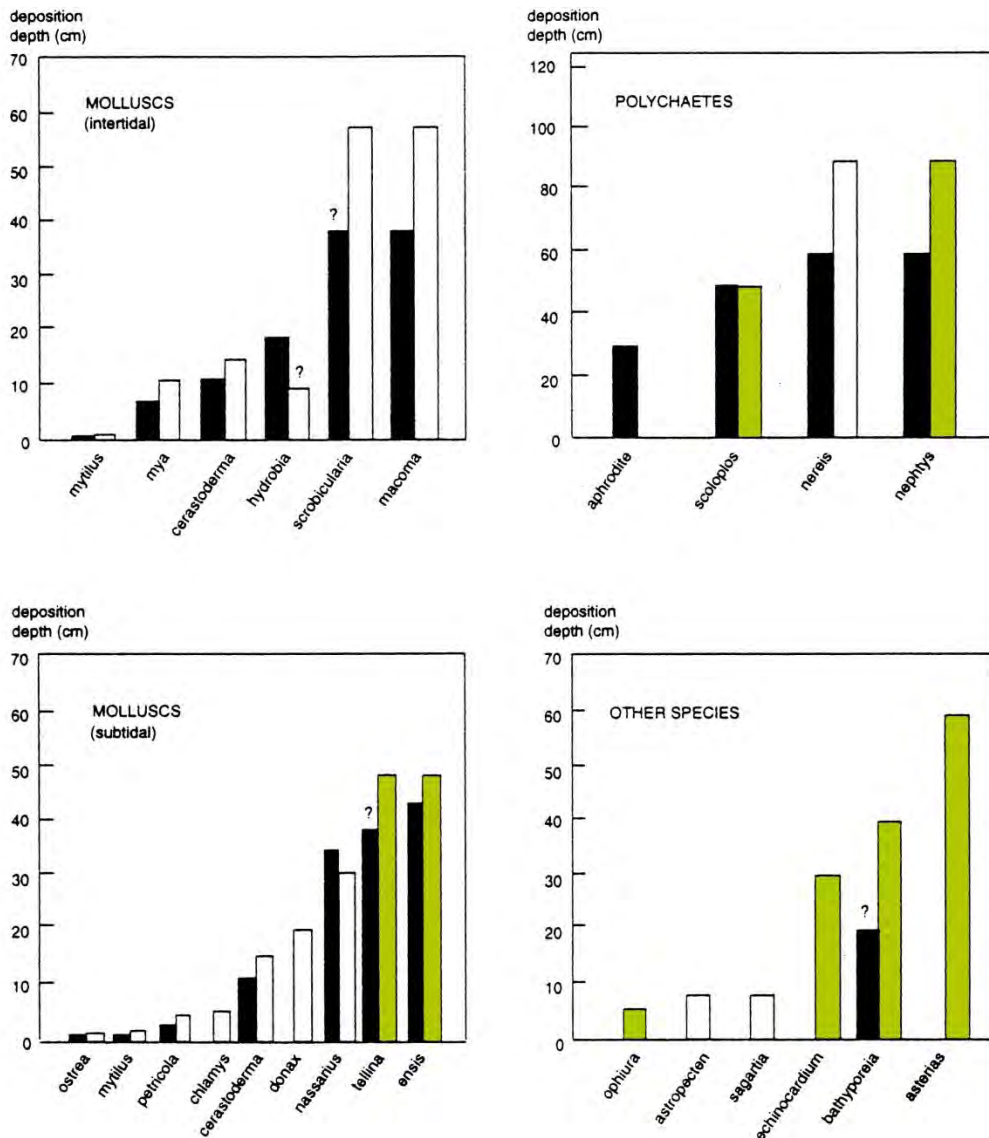 deposition
depth (cm)
70
60
50
40
30
20
10
0
MOLLUSCS
(intertidal)
?
?
mytilus
mya
cerastoderma
hydrobia
scrobicularia
macoma
deposition
depth (cm)
120
100
80
60
40
20
0
POLYCHAETES
aphrodite
scoloplos
nereis
nephtys
deposition
depth (cm)
70
60
50
40
30
20
10
0
MOLLUSCS
(subtidal)
?
ostrea
mytilus
petricola
chlamys
cerastoderma
donax
nassarius
tellina
ensis
deposition
depth (cm)
70
60
50
40
30
20
10
0
OTHER SPECIES
?
ophiura
astropecten
sagartia
echinocardium
bathyporeia
asterias